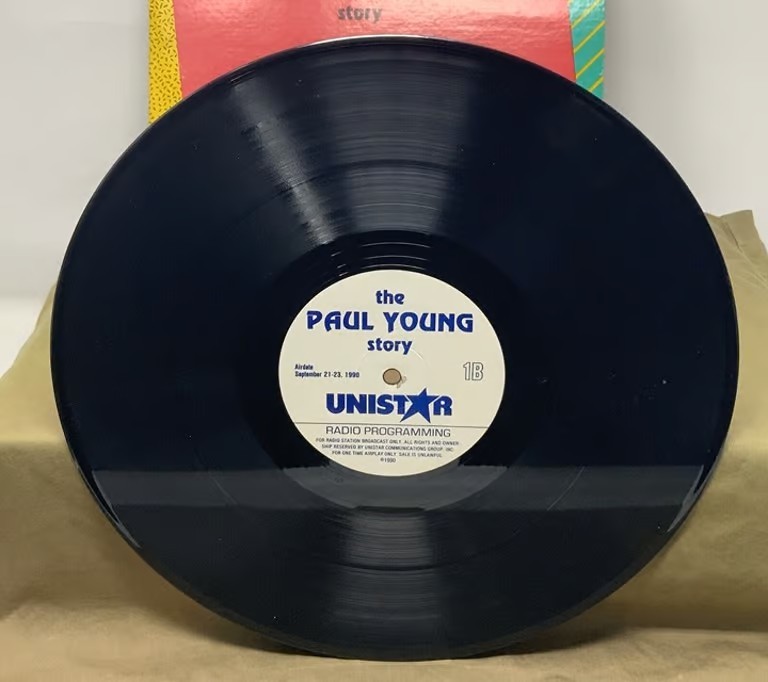 story
the
PAUL YOUNG
story
Airdate
September 21-23, 1990
1B
UNISTAR
RADIO PROGRAMMING
FOR RADIO STATION BROADCAST ONLY. ALL RIGHTS AND OWNER-
SHIP RESERVED BY UNISTAR COMMUNICATIONS GROUP, INC.
FOR ONE TIME AIRPLAY ONLY. SALE IS UNLAWFUL.
℗1990